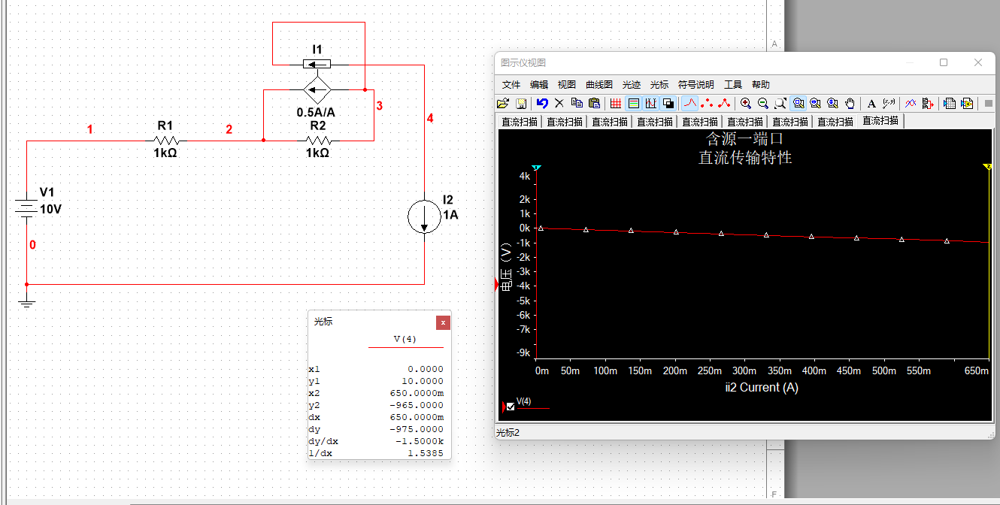 A
I1
0.5A/A
3
R2
1kΩ
R1
1kΩ
1
2
4
V1
10V
I2
1A
0
图示仪视图
文件 编辑 视图 曲线图 光迹 光标 符号说明 工具 帮助
A
直流扫描 直流扫描 直流扫描 直流扫描 直流扫描 直流扫描 直流扫描 直流扫描 直流扫描
含源一端口
直流传输特性
1
2
4k
2k
1k
0k
-1k
-2k
-3k
-4k
-5k
-6k
-7k
-9k
电压 (V)
0m 50m 100m 150m 200m 250m 300m 350m 400m 450m 500m 550m 650m
ii2 Current (A)
V(4)
光标2
光标
x
V(4)
x1 0.0000
y1 10.0000
x2 650.0000m
y2 -965.0000
dx 650.0000m
dy -975.0000
dy/dx -1.5000k
1/dx 1.5385